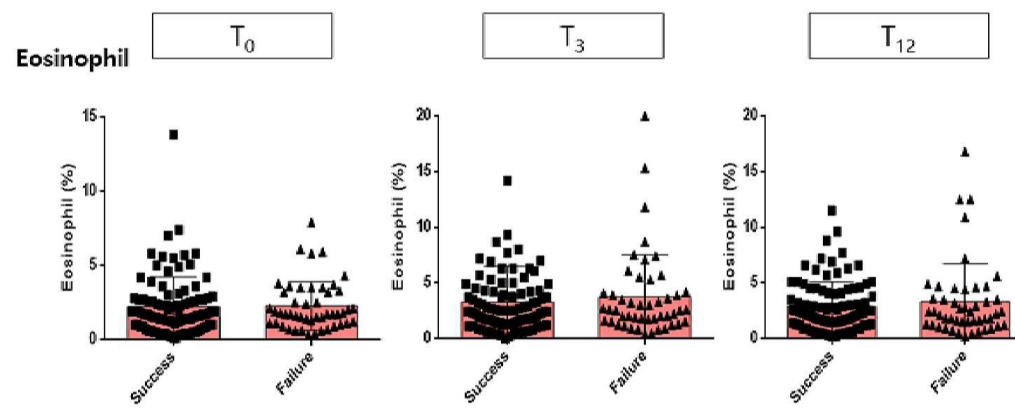 T0
T3
T12
Eosinophil
Eosinophil (%)
15
10
5
0
Success
Failure
Eosinophil (%)
20
15
10
5
0
Success
Failure
Eosinophil (%)
20
15
10
5
0
Success
Failure